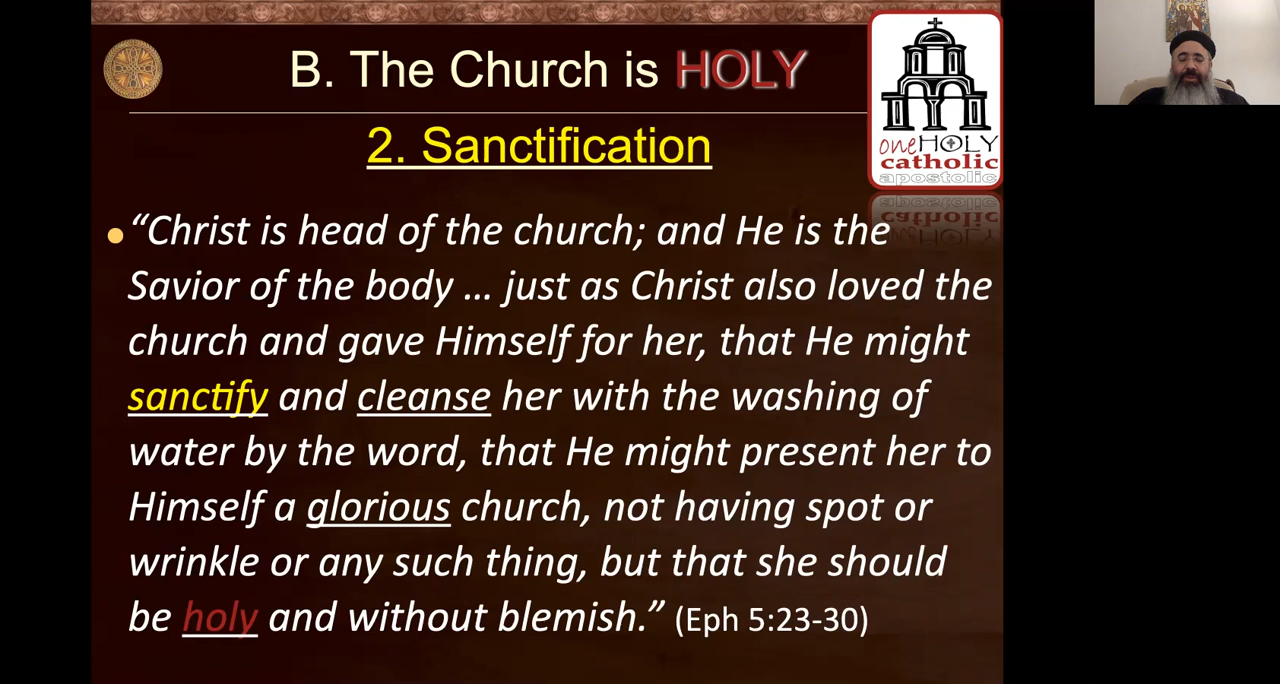 B. The Church is HOLY
2. Sanctification
oneHOLY
catholic
apostolic
catholic
• “Christ is head of the church; and He is the
Savior of the body … just as Christ also loved the
church and gave Himself for her, that He might
sanctify and cleanse her with the washing of
water by the word, that He might present her to
Himself a glorious church, not having spot or
wrinkle or any such thing, but that she should
be holy and without blemish.” (Eph 5:23-30)